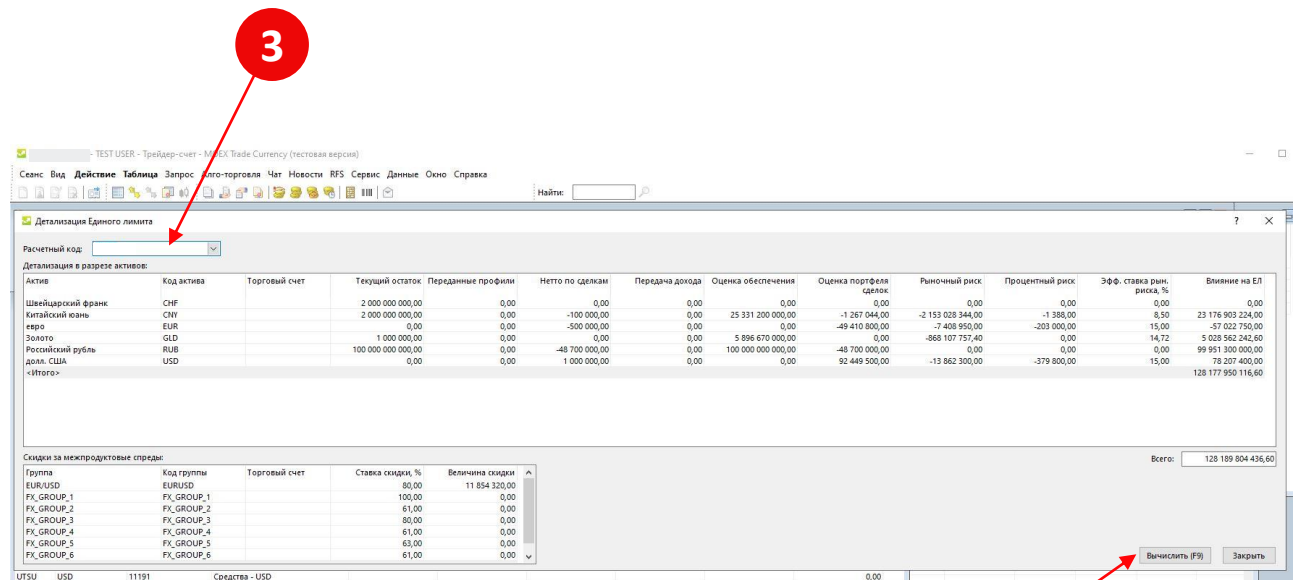 3
- TEST USER - Трейдер-счет - MOEX Trade Currency (тестовая версия)
Сеанс Вид Действие Таблица Запрос Алго-торговля Чат Новости RFS Сервис Данные Окно Справка
Найти:
Детализация Единого лимита ?
Расчетный код:
Детализация в разрезе активов:
Актив Код актива Торговый счет Текущий остаток Переданные профили Нетто по сделкам Передача дохода Оценка обеспечения Оценка портфеля сделок Рыночный риск Процентный риск Эфф. ставка рын. риска, % Влияние на ЕЛ
Швейцарский франк CHF 2 000 000 000,00 0,00 0,00 0,00 0,00 0,00 0,00 0,00 0,00 0,00
Китайский юань CNY 2 000 000 000,00 0,00 -100 000,00 0,00 25 331 200 000,00 -1 267 044,00 -2 153 028 344,00 -1 388,00 8,50 23 176 903 224,00
евро EUR 0,00 0,00 -500 000,00 0,00 0,00 -49 410 800,00 -7 408 950,00 -203 000,00 15,00 -57 022 750,00
Золото GLD 1 000 000,00 0,00 0,00 0,00 5 896 670 000,00 0,00 -868 107 757,40 0,00 14,72 5 028 562 242,60
Российский рубль RUB 100 000 000 000,00 0,00 -48 700 000,00 0,00 100 000 000 000,00 -48 700 000,00 0,00 0,00 0,00 99 951 300 000,00
долл. США USD 0,00 0,00 1 000 000,00 0,00 0,00 92 449 500,00 -13 862 300,00 -379 800,00 15,00 78 207 400,00
<Итого> 128 177 950 116,60
Скидки за межпродуктовые спреды:
Всего: 128 189 804 436,60
Группа Код группы Торговый счет Ставка скидки, % Величина скидки
EUR/USD EURUSD 80,00 11 854 320,00
FX_GROUP_1 FX_GROUP_1 100,00 0,00
FX_GROUP_2 FX_GROUP_2 61,00 0,00
FX_GROUP_3 FX_GROUP_3 80,00 0,00
FX_GROUP_4 FX_GROUP_4 61,00 0,00
FX_GROUP_5 FX_GROUP_5 63,00 0,00
FX_GROUP_6 FX_GROUP_6 61,00 0,00
Вычислить (F9) Закрыть
UTSU USD 11191 Средства - USD 0,00